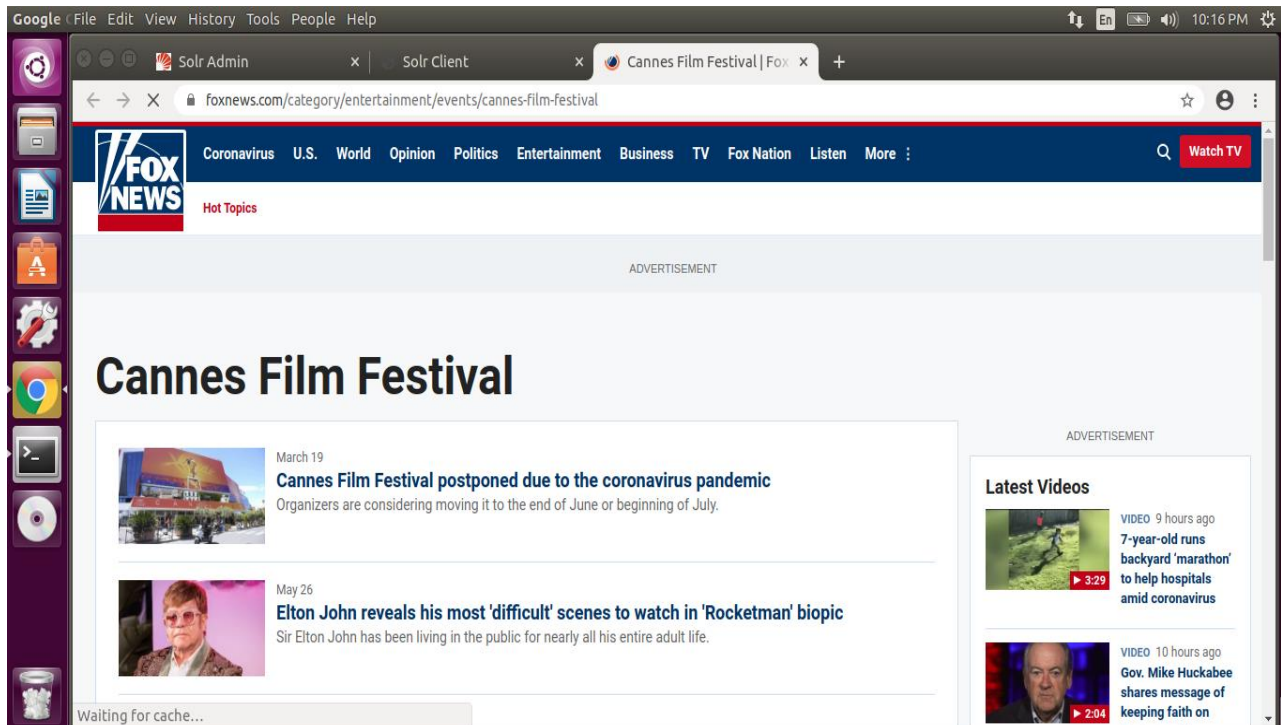 Google C File Edit View History Tools People Help En 10:16 PM
Solr Admin Solr Client Cannes Film Festival | Fox
foxnews.com/category/entertainment/events/cannes-film-festival
FOX
NEWS
Coronavirus U.S. World Opinion Politics Entertainment Business TV Fox Nation Listen More Watch TV
Hot Topics
ADVERTISEMENT
Cannes Film Festival
March 19
Cannes Film Festival postponed due to the coronavirus pandemic
Organizers are considering moving it to the end of June or beginning of July.
May 26
Elton John reveals his most 'difficult' scenes to watch in 'Rocketman' biopic
Sir Elton John has been living in the public for nearly all his entire adult life.
ADVERTISEMENT
Latest Videos
3:29
VIDEO 9 hours ago
7-year-old runs
backyard 'marathon'
to help hospitals
amid coronavirus
2:04
VIDEO 10 hours ago
Gov. Mike Huckabee
shares message of
keeping faith on
Waiting for cache...